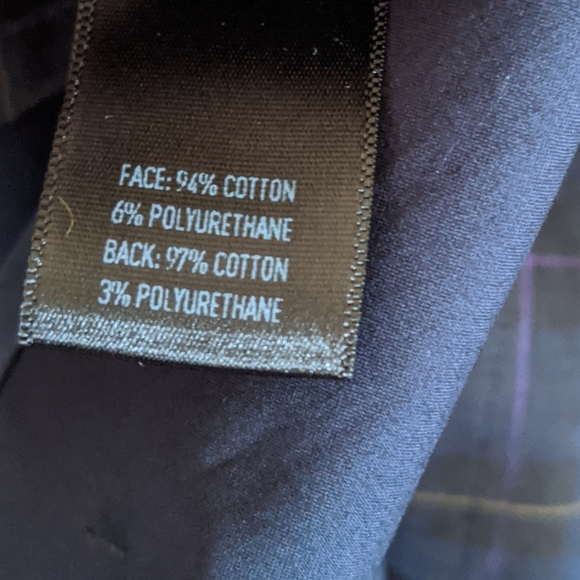 FACE: 94% COTTON
6% POLYURETHANE
BACK: 97% COTTON
3% POLYURETHANE